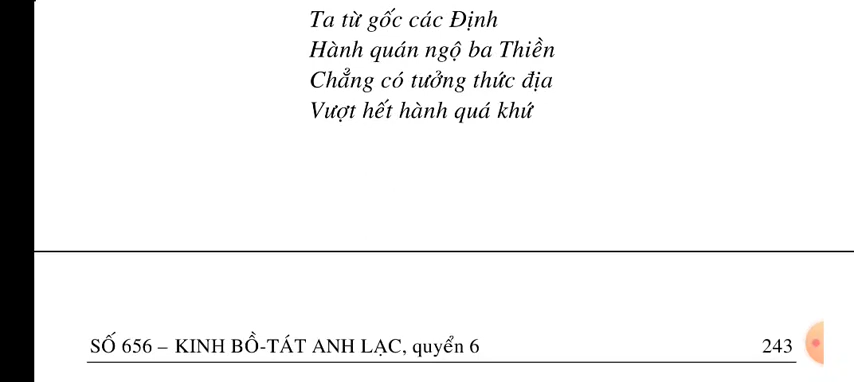 Ta từ gốc các Định
Hành quán ngộ ba Thiền
Chẳng có tưởng thức địa
Vượt hết hành quá khứ
SỐ 656 – KINH BỒ-TÁT ANH LẠC, quyển 6 243